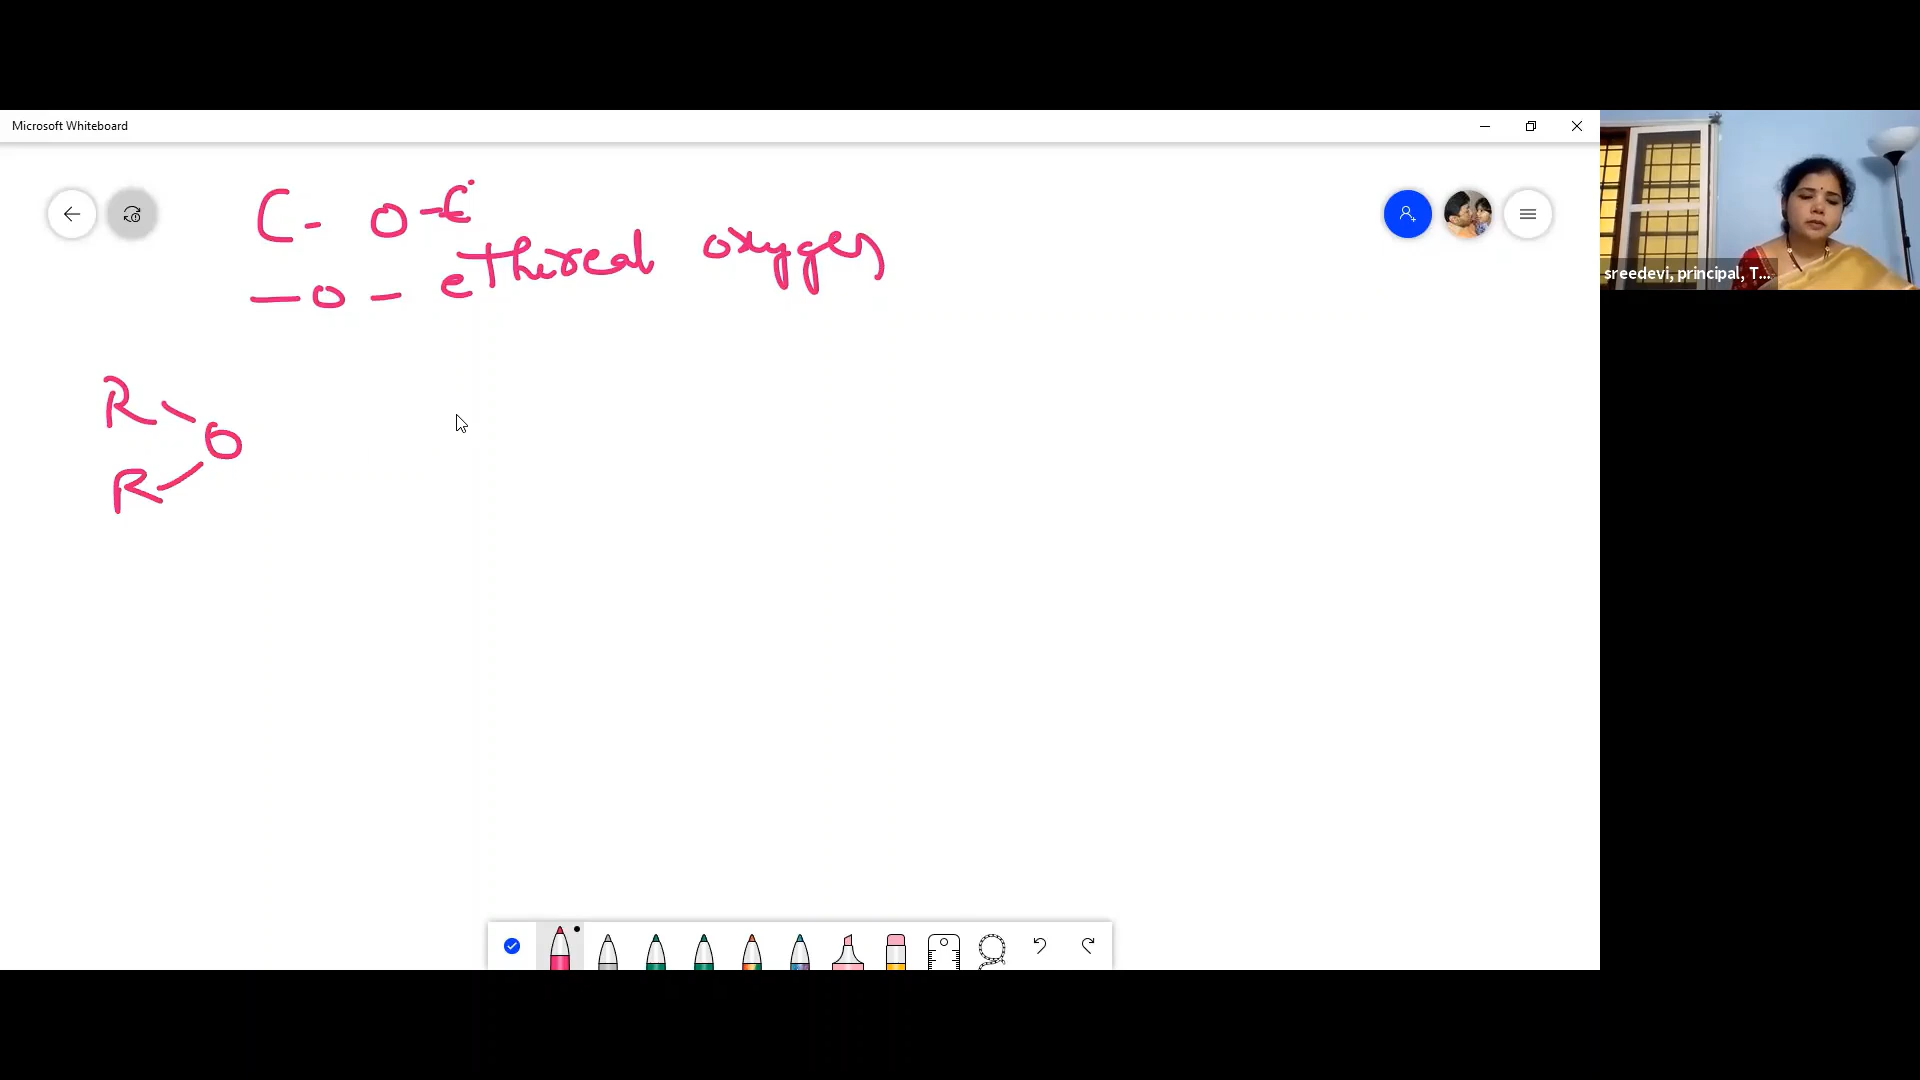 Microsoft Whiteboard
C - O - C
- O - ethereal oxygen
sreedevi, principal, T...
R
O
R